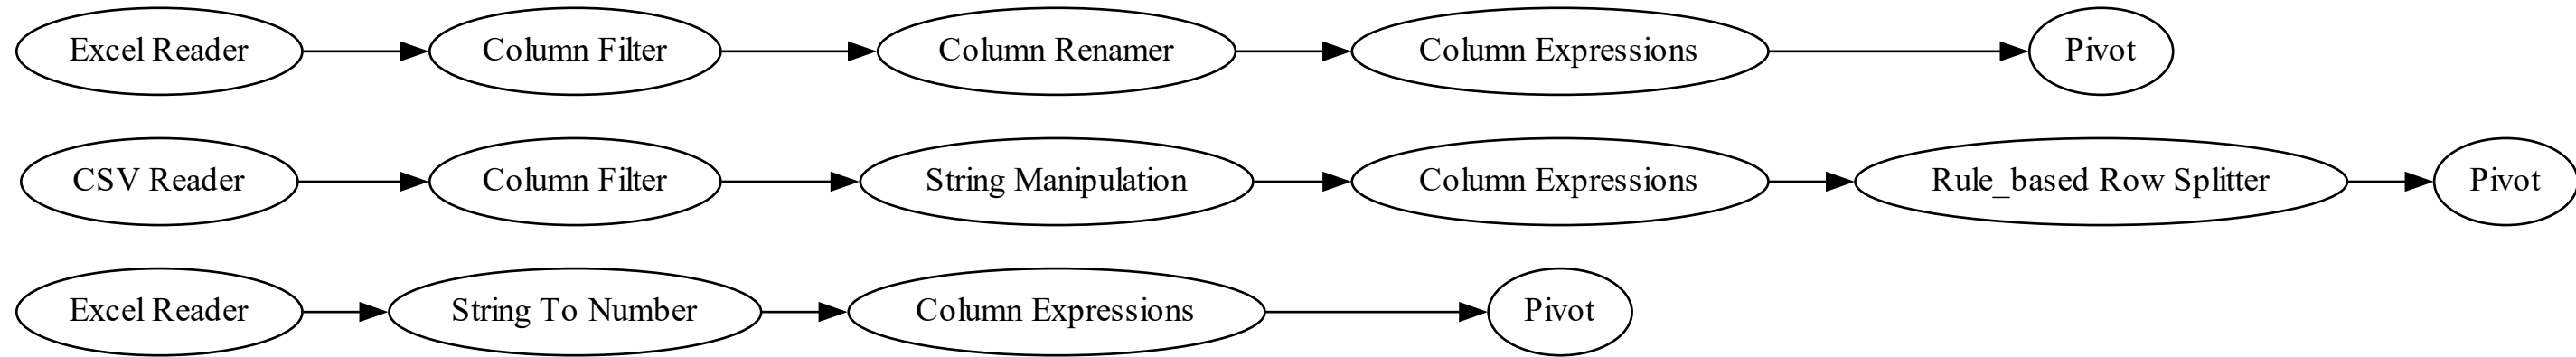 Excel Reader Column Filter Column Renamer Column Expressions Pivot
CSV Reader Column Filter String Manipulation Column Expressions Rule_based Row Splitter Pivot
Excel Reader String To Number Column Expressions Pivot